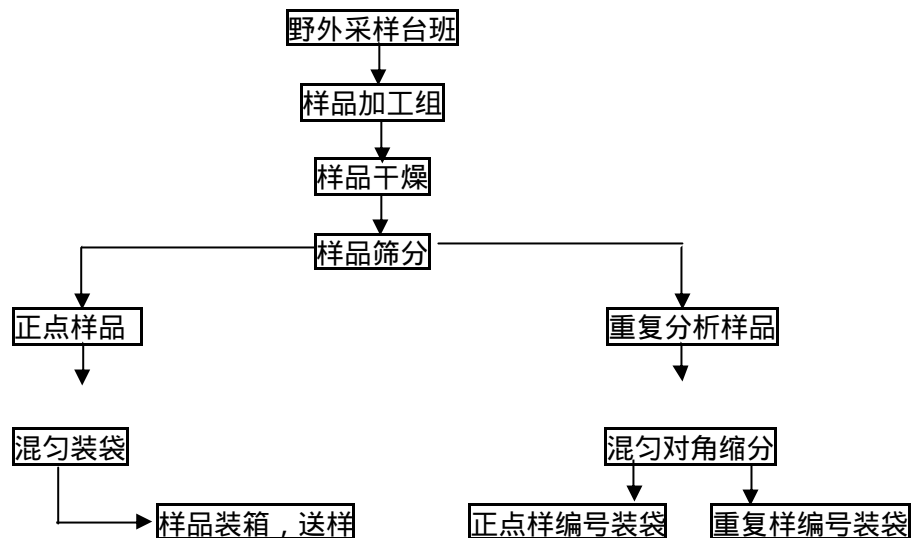 野外采样台班
样品加工组
样品干燥
样品筛分
正点样品
重复分析样品
混匀装袋
混匀对角缩分
样品装箱，送样
正点样编号装袋
重复样编号装袋